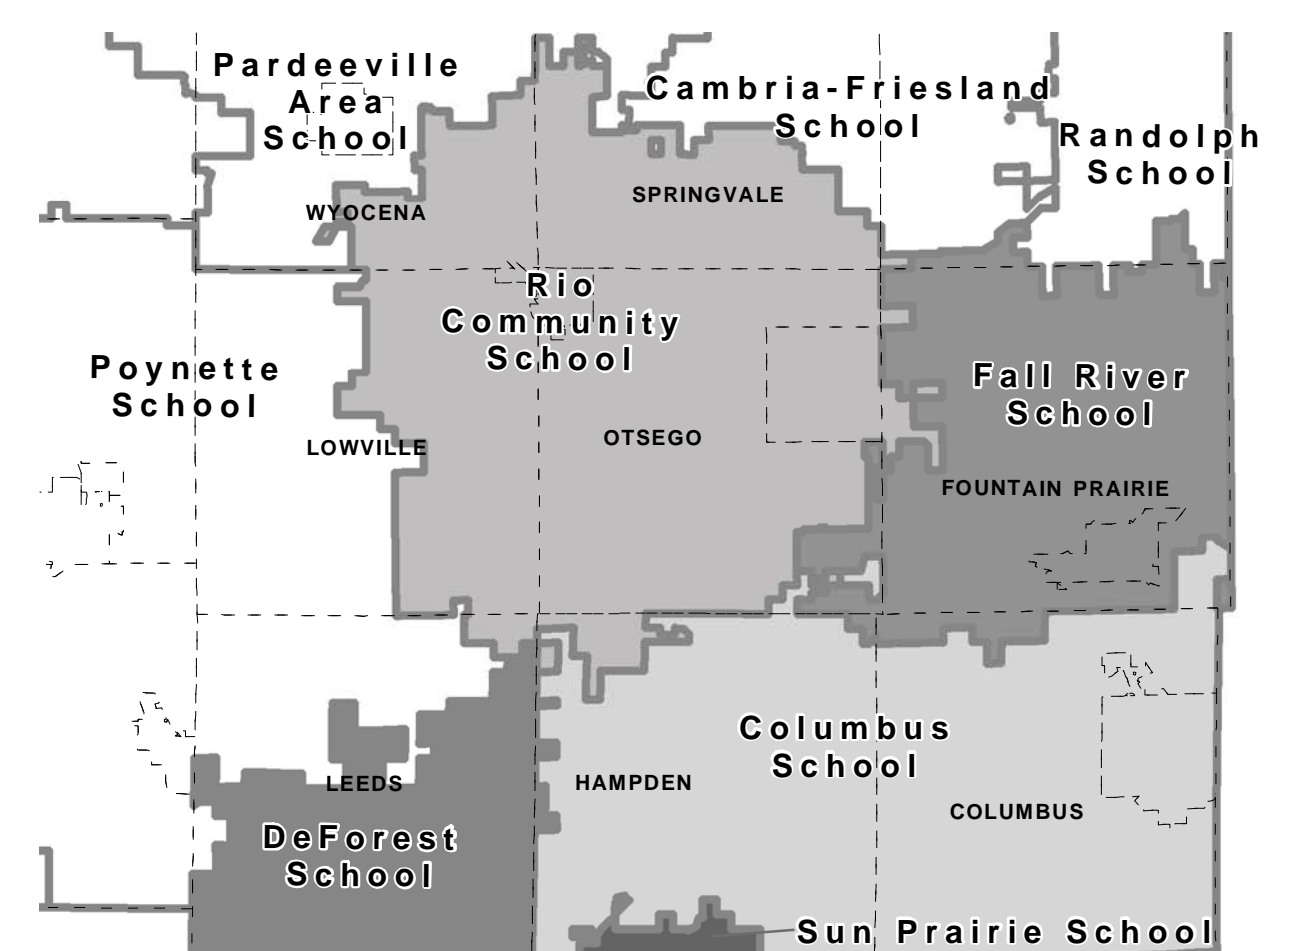 Pardeeville
Area
School
Cambria-Friesland
School
Randolph
School
WYOCENA
SPRINGVALE
Rio
Community
School
Poynette
School
Fall River
School
LOWVILLE
OTSEGO
FOUNTAIN PRAIRIE
Columbus
School
LEEDS
HAMPDEN
COLUMBUS
DeForest
School
Sun Prairie School